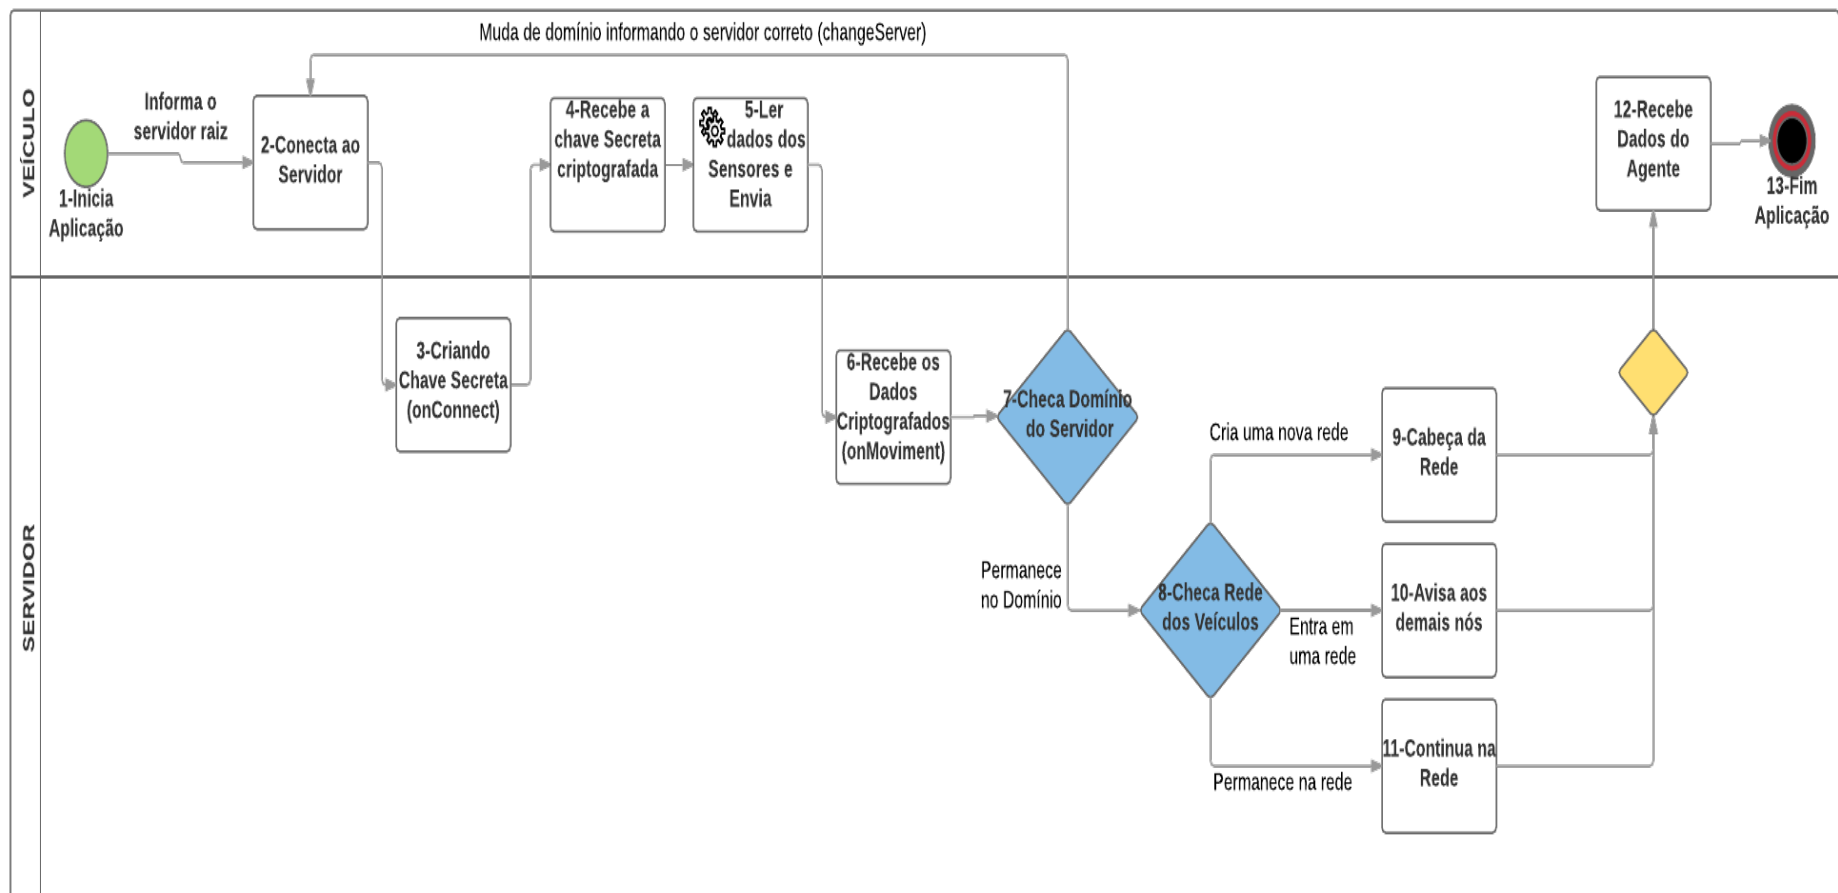 Muda de domínio informando o servidor correto (changeServer)
VEÍCULO
1-Inicia
Aplicação
Informa o
servidor raiz
2-Conecta ao
Servidor
4-Recebe a
chave Secreta
criptografada
5-Ler
dados dos
Sensores e
Envia
12-Recebe
Dados do
Agente
13-Fim
Aplicação
SERVIDOR
3-Criando
Chave Secreta
(onConnect)
6-Recebe os
Dados
Criptografados
(onMoviment)
7-Checa Domínio
do Servidor
Permanece
no Domínio
8-Checa Rede
dos Veículos
Cria uma nova rede
9-Cabeça da
Rede
Entra em
uma rede
10-Avisa aos
demais nós
Permanece na rede
11-Continua na
Rede